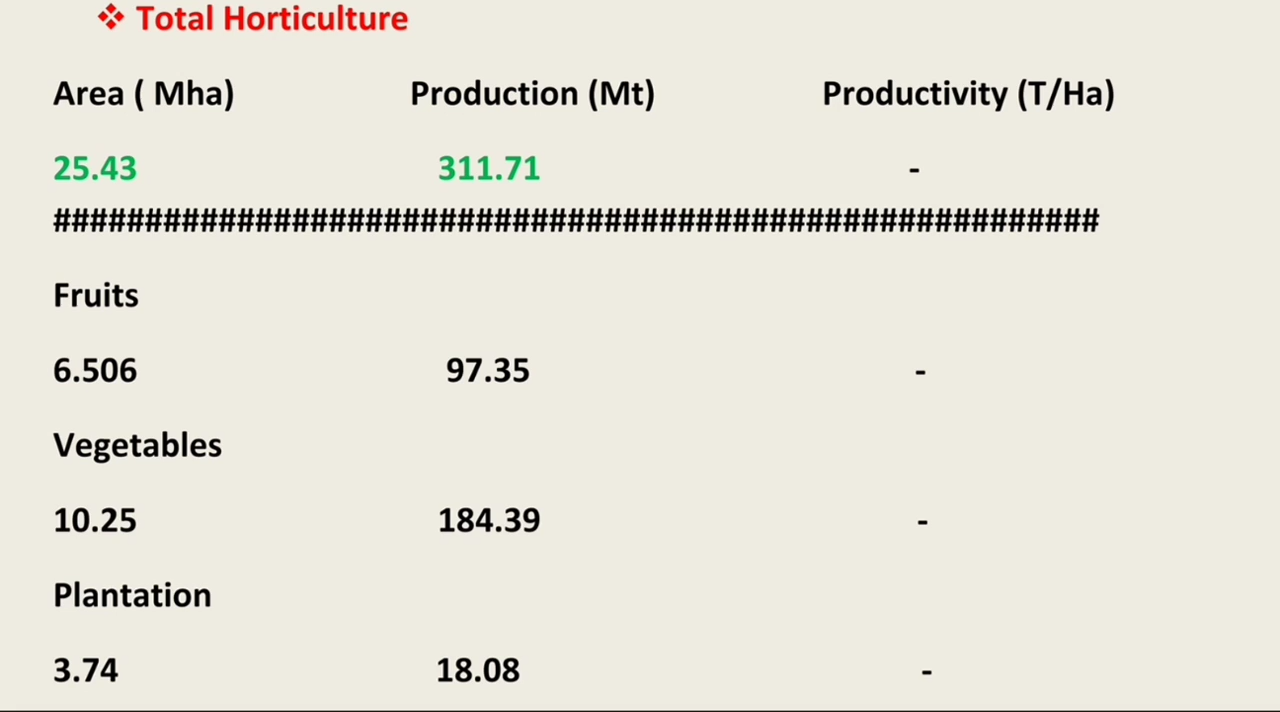 ❖ Total Horticulture
Area ( Mha) Production (Mt) Productivity (T/Ha)
25.43 311.71 -
#########################################################
Fruits
6.506 97.35 -
Vegetables
10.25 184.39 -
Plantation
3.74 18.08 -